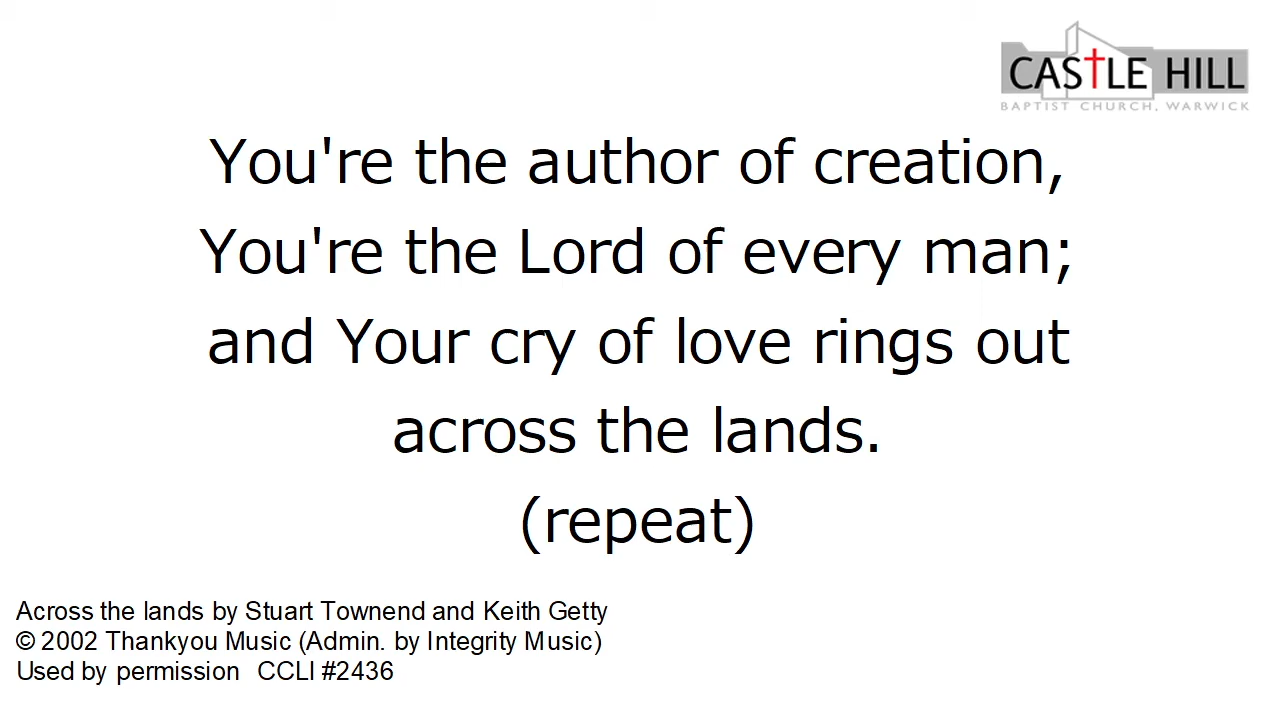 CASTLE HILL
BAPTIST CHURCH, WARWICK
You're the author of creation,
You're the Lord of every man;
and Your cry of love rings out
across the lands.
(repeat)
Across the lands by Stuart Townend and Keith Getty
© 2002 Thankyou Music (Admin. by Integrity Music)
Used by permission CCLI #2436